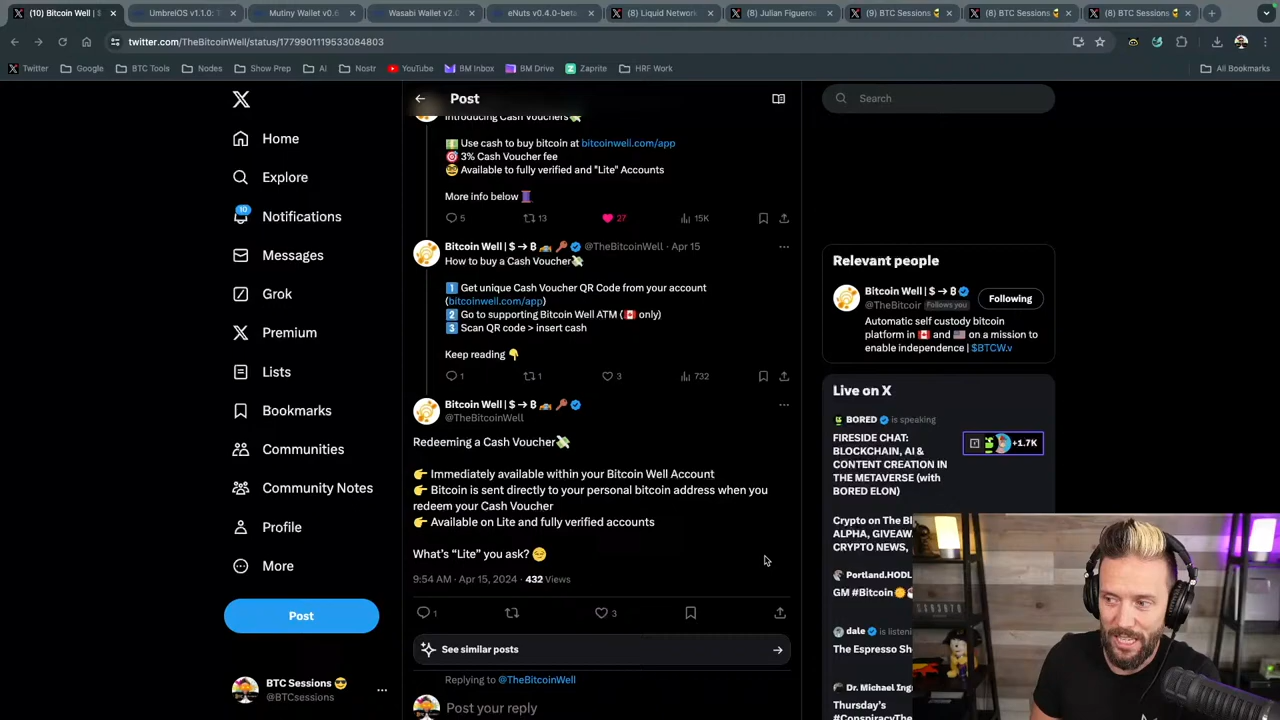 (10) Bitcoin Well | $
UmbrelOS v1.1.0:
Mutiny Wallet v0.6
Wasabi Wallet v2.0
eNuts v0.4.0-beta
(8) Liquid Network
(8) Julian Figueroa
(9) BTC Sessions
(8) BTC Sessions
(8) BTC Sessions
twitter.com/TheBitcoinWell/status/1779901119533084803
Twitter
Google
BTC Tools
Nodes
Show Prep
AI
Nostr
YouTube
BM Inbox
BM Drive
Zaprite
HRF Work
All Bookmarks
Home
Explore
10
Notifications
Messages
Grok
Premium
Lists
Bookmarks
Communities
Community Notes
Profile
More
Post
BTC Sessions 😎
@BTCsessions
Post
Introducing Cash Vouchers💸
💵 Use cash to buy bitcoin at bitcoinwell.com/app
🎯 3% Cash Voucher fee
🤓 Available to fully verified and "Lite" Accounts
More info below 🧵
5 13 27 15K
Bitcoin Well | $ → ₿ @TheBitcoinWell · Apr 15
How to buy a Cash Voucher💸
1️⃣ Get unique Cash Voucher QR Code from your account
(bitcoinwell.com/app)
2️⃣ Go to supporting Bitcoin Well ATM (🇨🇦 only)
3️⃣ Scan QR code > insert cash
Keep reading 👇
1 1 3 732
Bitcoin Well | $ → ₿
@TheBitcoinWell
Redeeming a Cash Voucher💸
👉 Immediately available within your Bitcoin Well Account
👉 Bitcoin is sent directly to your personal bitcoin address when you
redeem your Cash Voucher
👉 Available on Lite and fully verified accounts
What's “Lite” you ask? 😏
9:54 AM · Apr 15, 2024 · 432 Views
1 3
See similar posts
Replying to @TheBitcoinWell
Post your reply
Search
Relevant people
Bitcoin Well | $ → ₿
@TheBitcoir Follows you
Following
Automatic self custody bitcoin
platform in 🇨🇦 and 🇺🇸 on a mission to
enable independence | $BTCW.v
Live on X
BORED is speaking
FIRESIDE CHAT:
BLOCKCHAIN, AI &
CONTENT CREATION IN
THE METAVERSE (with
BORED ELON)
+1.7K
Crypto on The
ALPHA, GIVEAW
CRYPTO NEWS,
Portland.HODL
GM #Bitcoin
dale is listeni
The Espresso Sh
Dr. Michael Ing
Thursday's
#ConspiracyThe